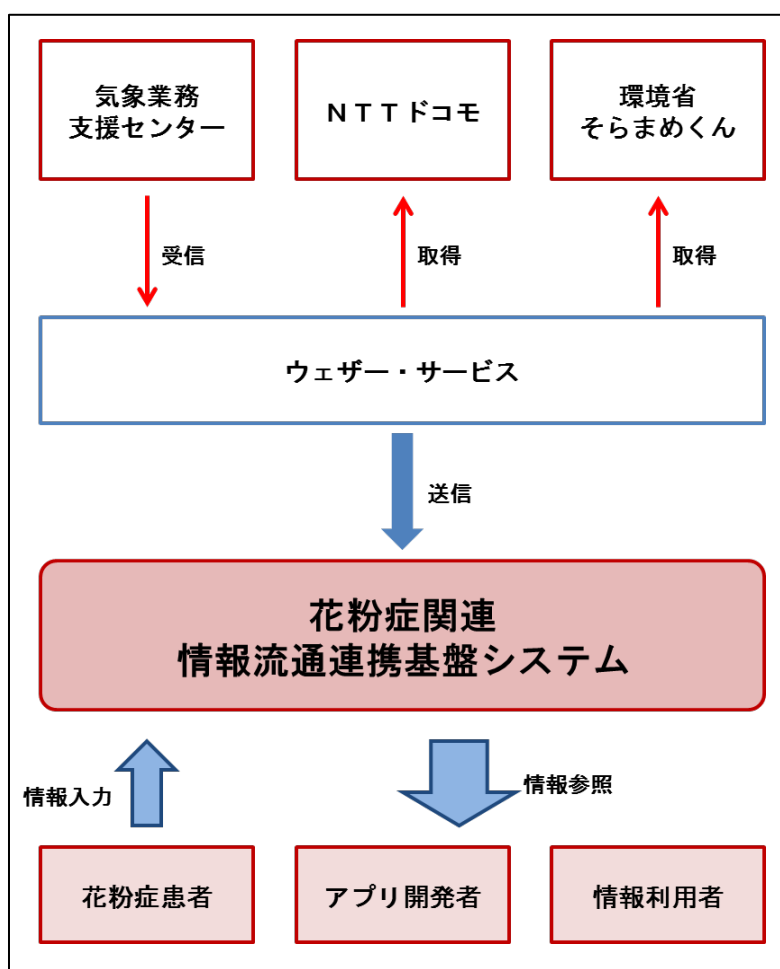 気象業務
支援センター
ＮＴＴドコモ
環境省
そらまめくん
受信
取得
取得
ウェザー・サービス
送信
花粉症関連
情報流通連携基盤システム
情報入力
情報参照
花粉症患者
アプリ開発者
情報利用者